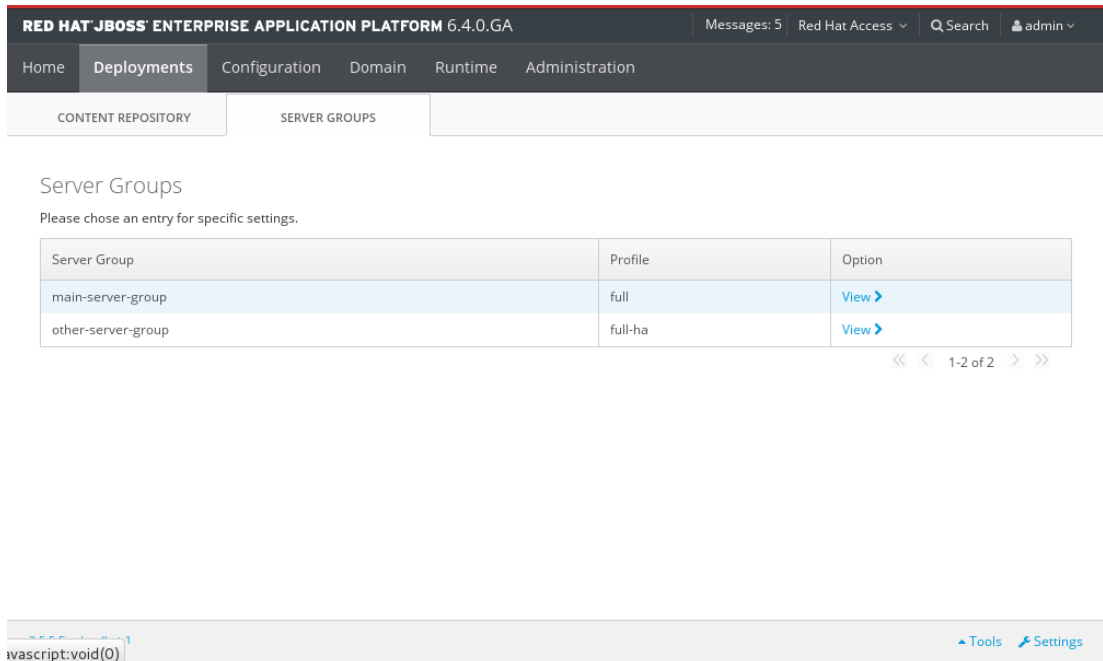 RED HAT JBOSS ENTERPRISE APPLICATION PLATFORM 6.4.0.GA
Messages: 5 Red Hat Access Search admin
Home Deployments Configuration Domain Runtime Administration
CONTENT REPOSITORY SERVER GROUPS
Server Groups
Please chose an entry for specific settings.
Server Group Profile Option
main-server-group full View
other-server-group full-ha View
1-2 of 2
Tools Settings
avascript:void(0)